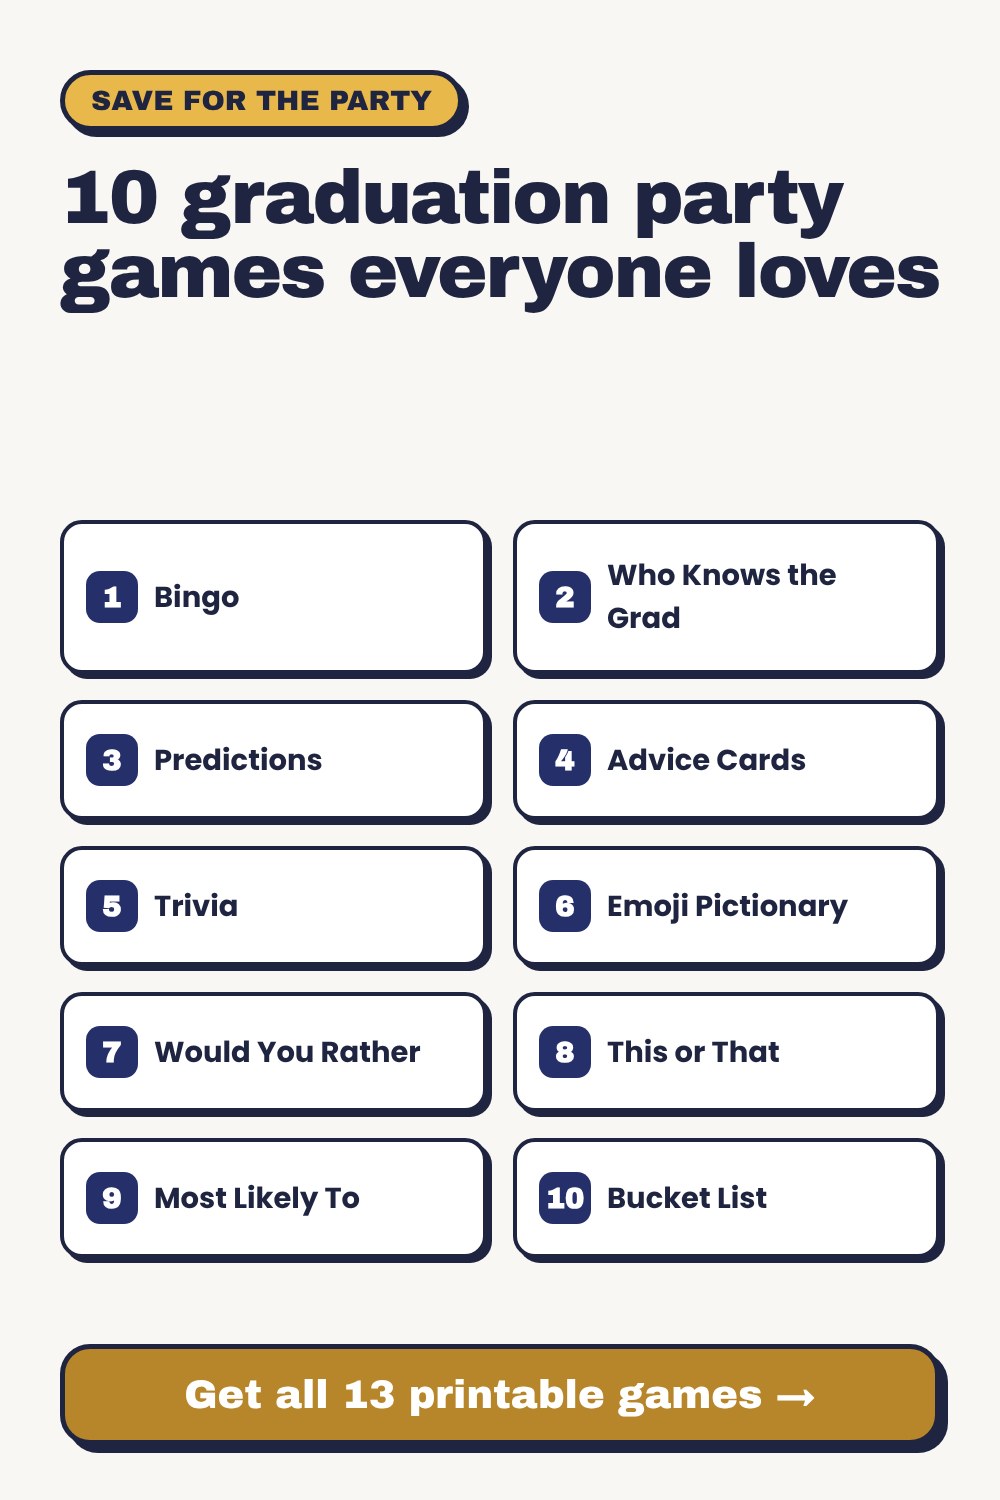 SAVE FOR THE PARTY
10 graduation party
games everyone loves
1 Bingo
2 Who Knows the
Grad
3 Predictions
4 Advice Cards
5 Trivia
6 Emoji Pictionary
7 Would You Rather
8 This or That
9 Most Likely To
10 Bucket List
Get all 13 printable games →